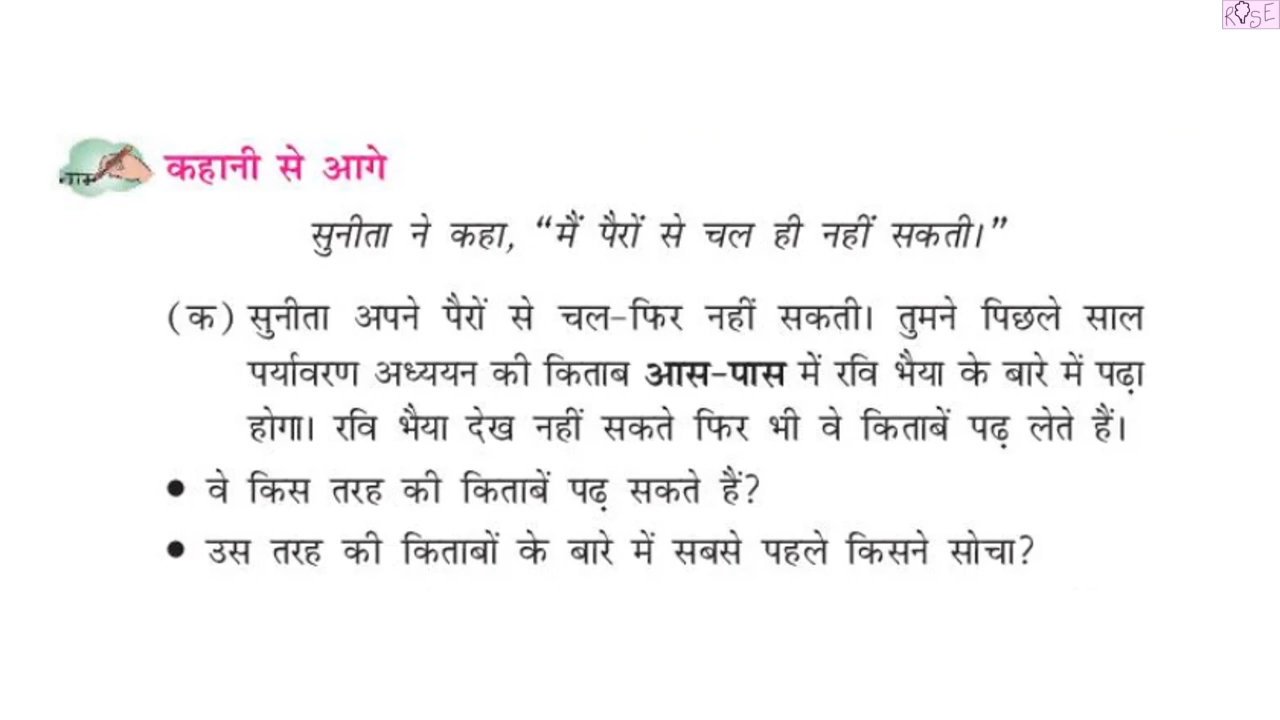 R SE
कहानी से आगे
सुनीता ने कहा, “मैं पैरों से चल ही नहीं सकती।”
(क) सुनीता अपने पैरों से चल-फिर नहीं सकती। तुमने पिछले साल
पर्यावरण अध्ययन की किताब आस-पास में रवि भैया के बारे में पढ़ा
होगा। रवि भैया देख नहीं सकते फिर भी वे किताबें पढ़ लेते हैं।
● वे किस तरह की किताबें पढ़ सकते हैं?
● उस तरह की किताबों के बारे में सबसे पहले किसने सोचा?